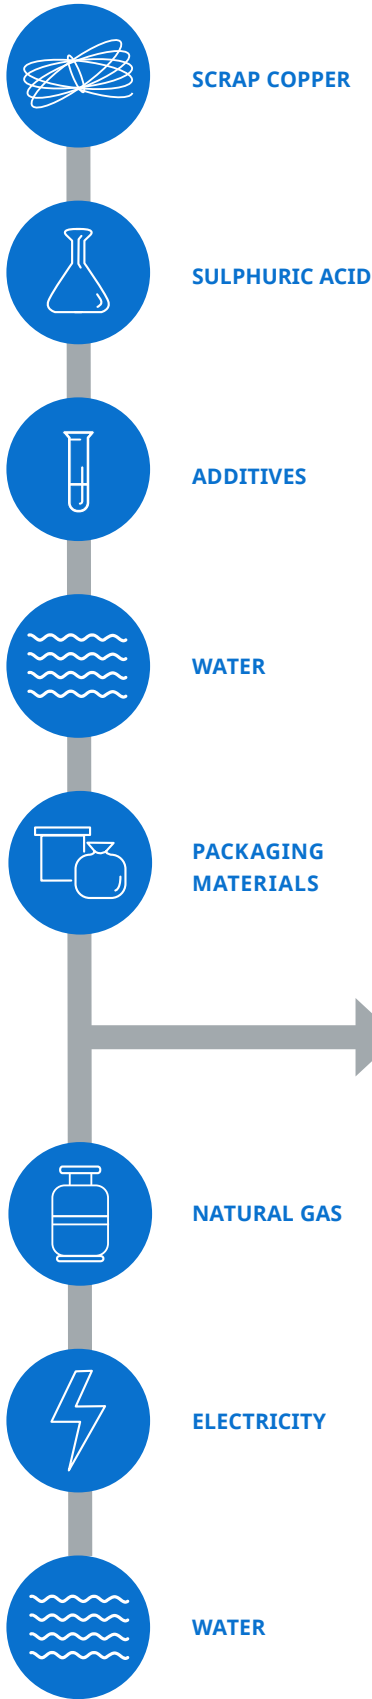 SCRAP COPPER
SULPHURIC ACID
ADDITIVES
WATER
PACKAGING
MATERIALS
NATURAL GAS
ELECTRICITY
WATER